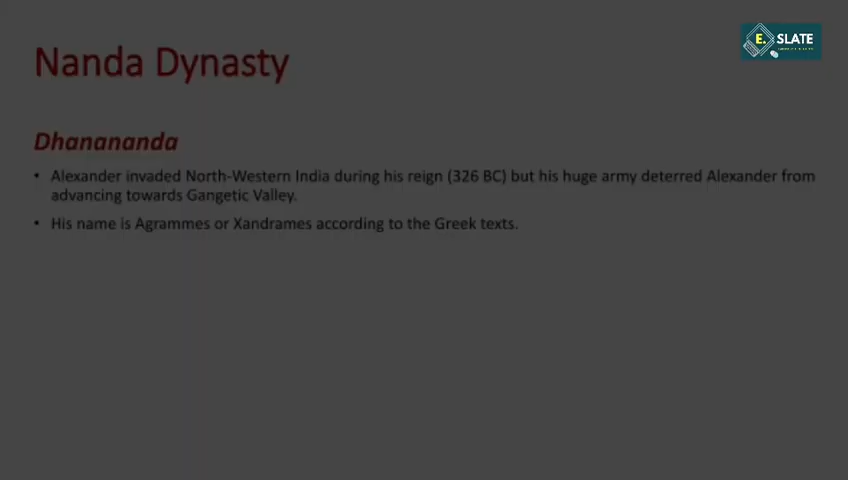 E. SLATE
Nanda Dynasty
Dhanananda
• Alexander invaded North-Western India during his reign (326 BC) but his huge army deterred Alexander from
advancing towards Gangetic Valley.
• His name is Agrammes or Xandrames according to the Greek texts.